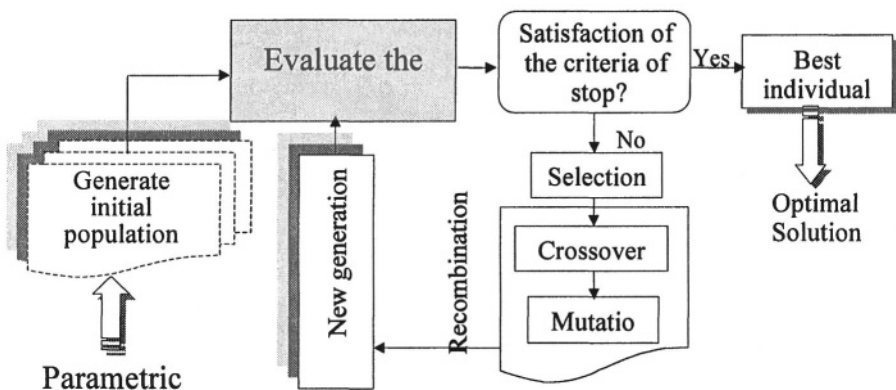 Evaluate the
Satisfaction of
the criteria of
stop?
Yes
Best
individual
Optimal
Solution
No
Selection
Crossover
Mutatio
Recombination
New generation
Generate
initial
population
Parametric